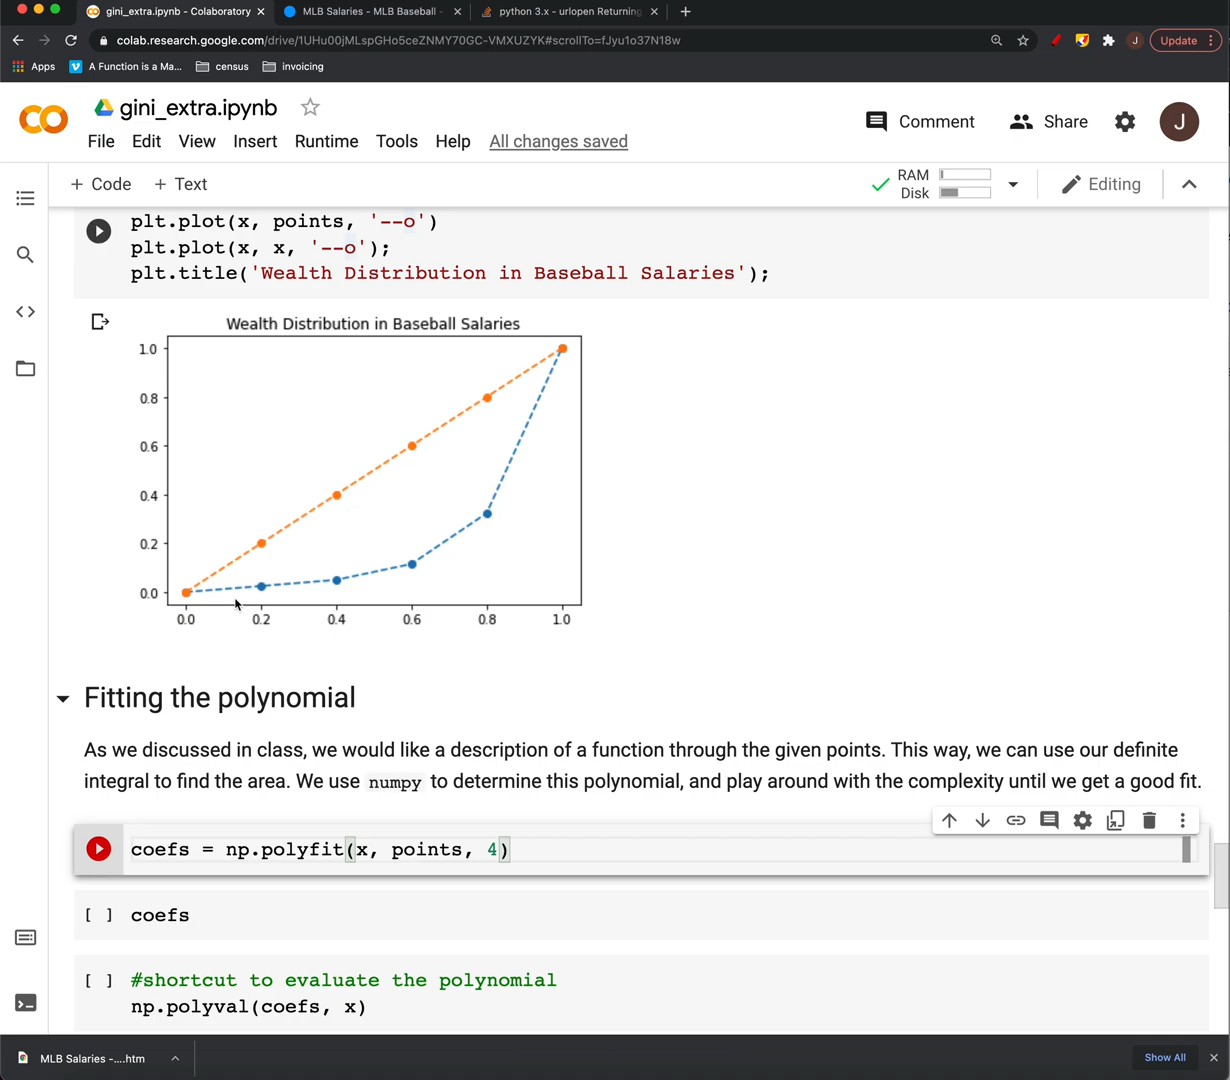 gini_extra.ipynb - Colaboratory
MLB Salaries - MLB Baseball -
python 3.x - urlopen Returning
colab.research.google.com/drive/1UHu00jMLspGHo5ceZNMY70GC-VMXUZYK#scrollTo=fJyu1o37N18w
J
Update
Apps
A Function is a Ma...
census
invoicing
gini_extra.ipynb
Comment
Share
J
File Edit View Insert Runtime Tools Help All changes saved
+ Code + Text
RAM
Disk
Editing
plt.plot(x, points, '--o')
plt.plot(x, x, '--o');
plt.title('Wealth Distribution in Baseball Salaries');
Wealth Distribution in Baseball Salaries
1.0
0.8
0.6
0.4
0.2
0.0
0.0 0.2 0.4 0.6 0.8 1.0
Fitting the polynomial
As we discussed in class, we would like a description of a function through the given points. This way, we can use our definite
integral to find the area. We use numpy to determine this polynomial, and play around with the complexity until we get a good fit.
coefs = np.polyfit(x, points, 4)
[ ] coefs
[ ] #shortcut to evaluate the polynomial
np.polyval(coefs, x)
MLB Salaries -....htm
Show All